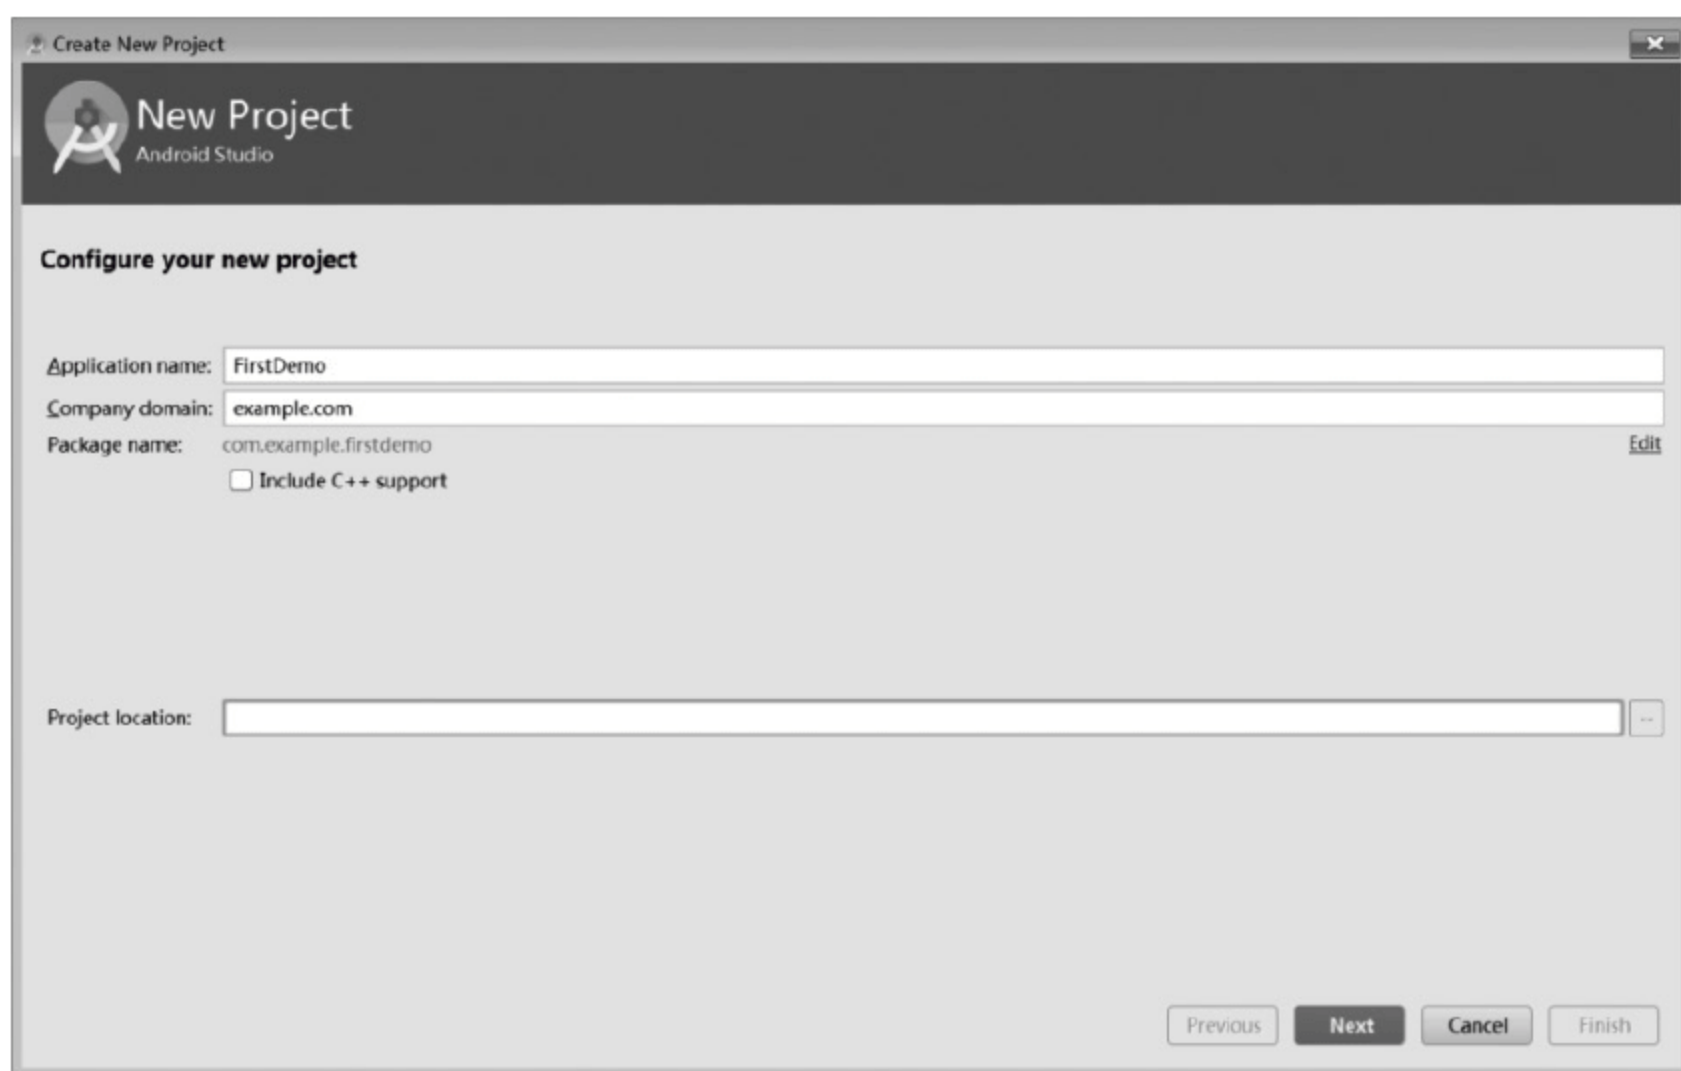 Create New Project
New Project
Android Studio
Configure your new project
Application name: FirstDemo
Company domain: example.com
Package name: com.example.firstdemo Edit
Include C++ support
Project location: ...
Previous Next Cancel Finish